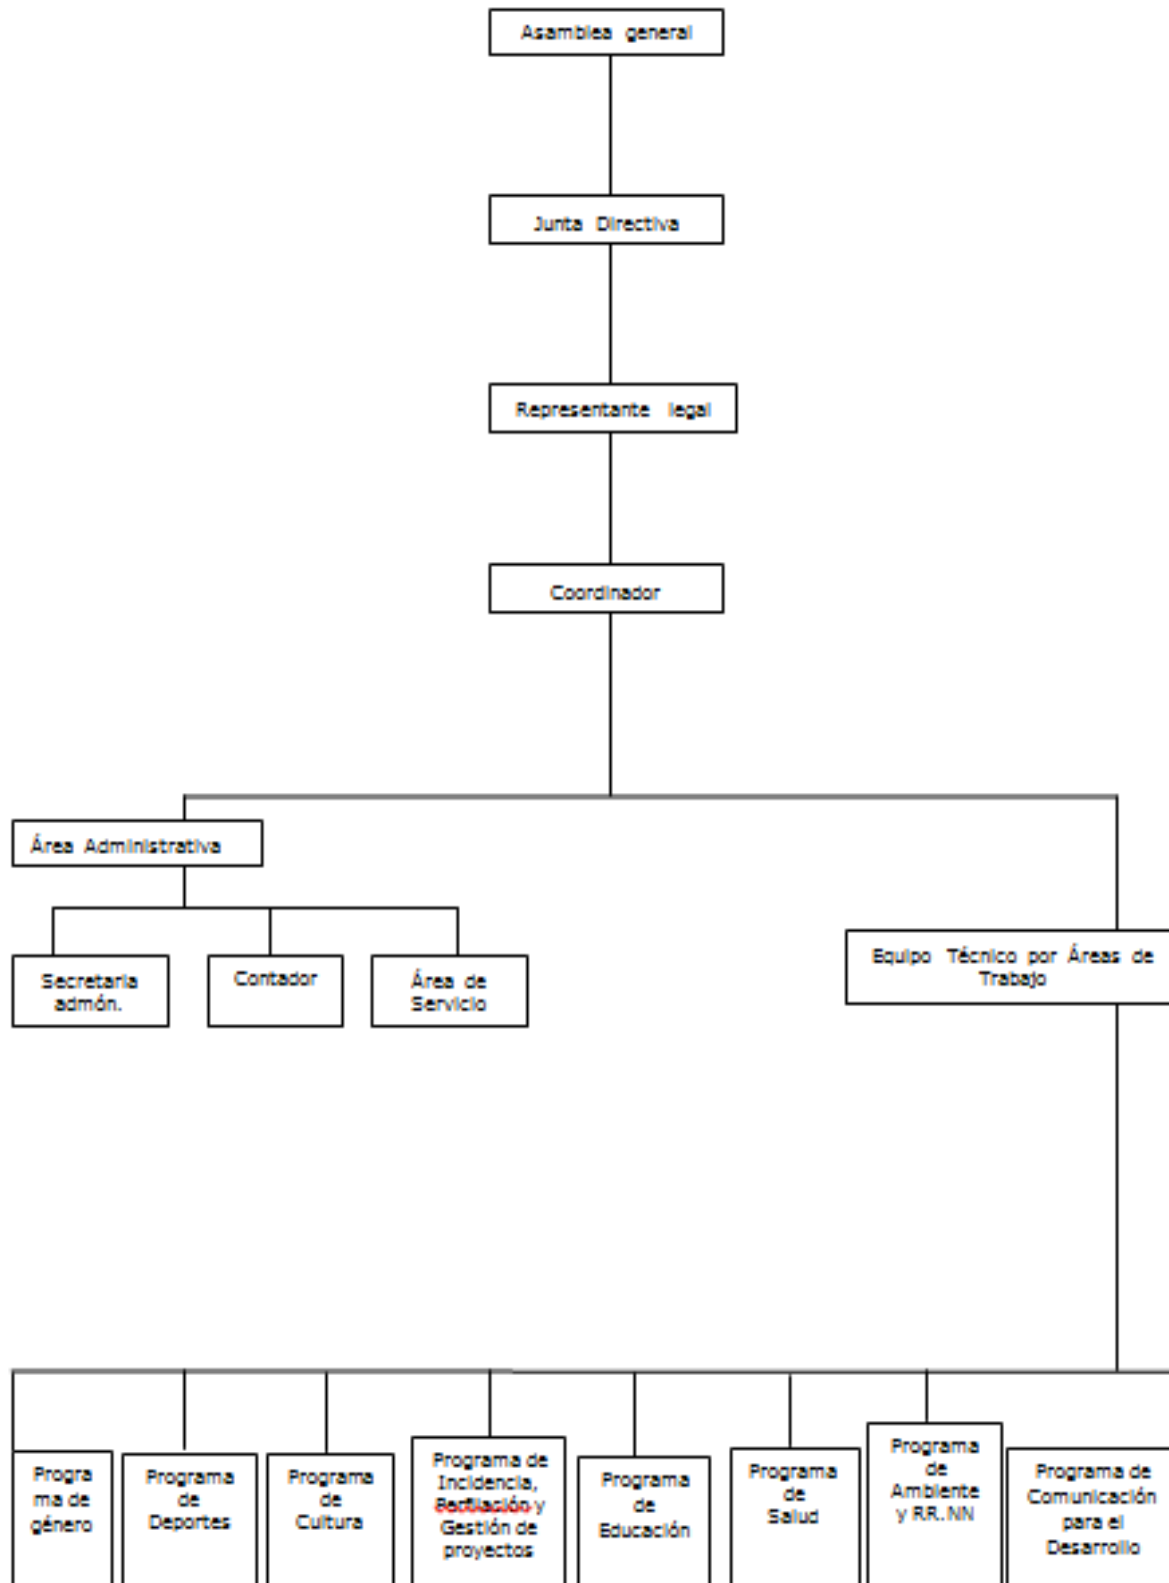 Asamblea general
Junta Directiva
Representante legal
Coordinador
Área Administrativa
Secretaria
admón.
Contador
Área de
Servicio
Equipo Técnico por Áreas de
Trabajo
Progra
ma de
género
Programa
de
Deportes
Programa
de
Cultura
Programa de
Incidencia,
Perfilación y
Gestión de
proyectos
Programa
de
Educación
Programa
de
Salud
Programa
de
Ambiente
y RR.NN
Programa de
Comunicación
para el
Desarrollo